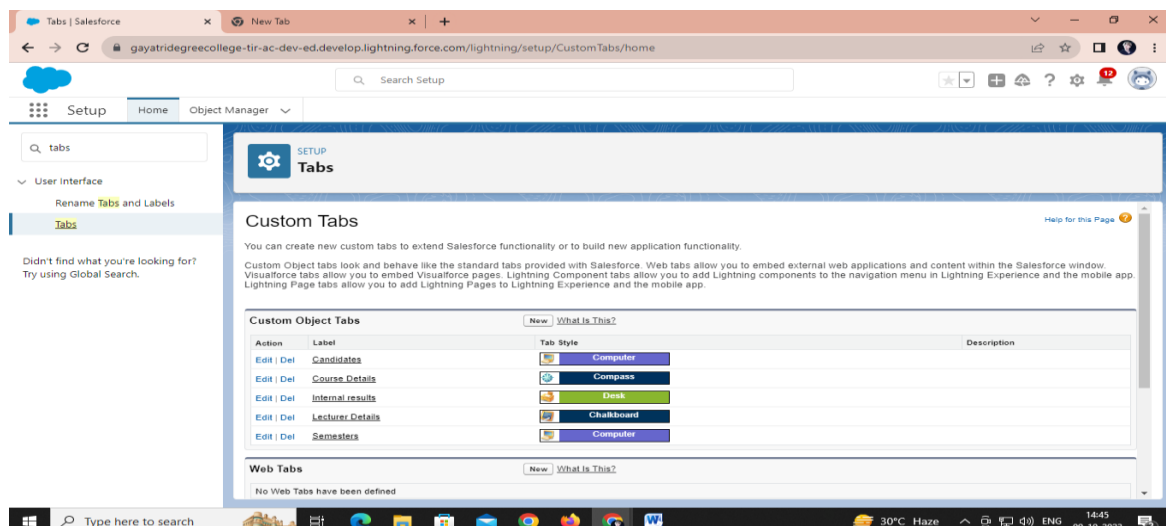 Tabs | Salesforce
New Tab
gayatridegreecollege-tir-ac-dev-ed.develop.lightning.force.com/lightning/setup/CustomTabs/home
Search Setup
12
Setup Home Object Manager
tabs
User Interface
Rename Tabs and Labels
Tabs
Didn't find what you're looking for?
Try using Global Search.
SETUP
Tabs
Custom Tabs
Help for this Page
You can create new custom tabs to extend Salesforce functionality or to build new application functionality.
Custom Object tabs look and behave like the standard tabs provided with Salesforce. Web tabs allow you to embed external web applications and content within the Salesforce window.
Visualforce tabs allow you to embed Visualforce pages. Lightning Component tabs allow you to add Lightning components to the navigation menu in Lightning Experience and the mobile app.
Lightning Page tabs allow you to add Lightning Pages to Lightning Experience and the mobile app.
Custom Object Tabs New What Is This?
Action Label Tab Style Description
Edit | Del Candidates Computer
Edit | Del Course Details Compass
Edit | Del Internal results Desk
Edit | Del Lecturer Details Chalkboard
Edit | Del Semesters Computer
Web Tabs New What Is This?
No Web Tabs have been defined
Type here to search
30°C Haze
ENG
14:45